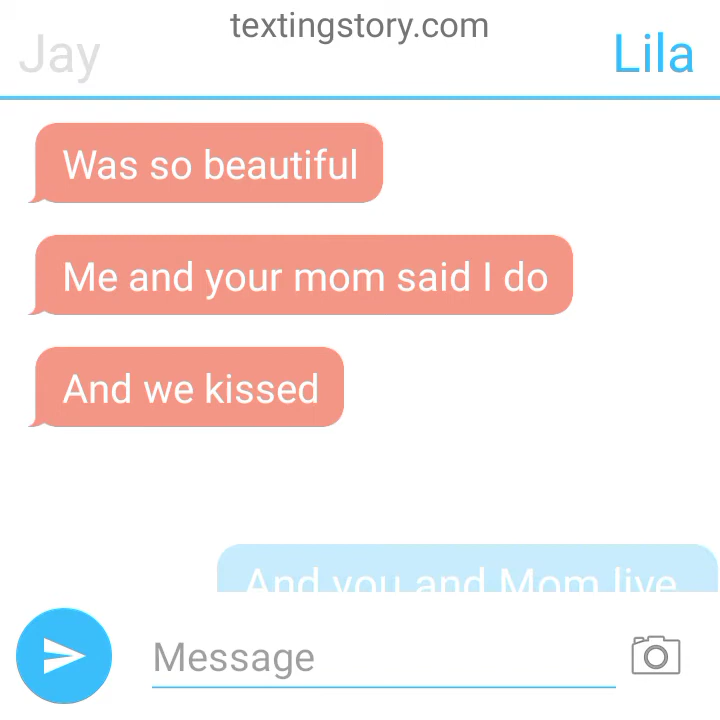 textingstory.com
Jay
Lila
Was so beautiful
Me and your mom said I do
And we kissed
And you and Mom live
Message